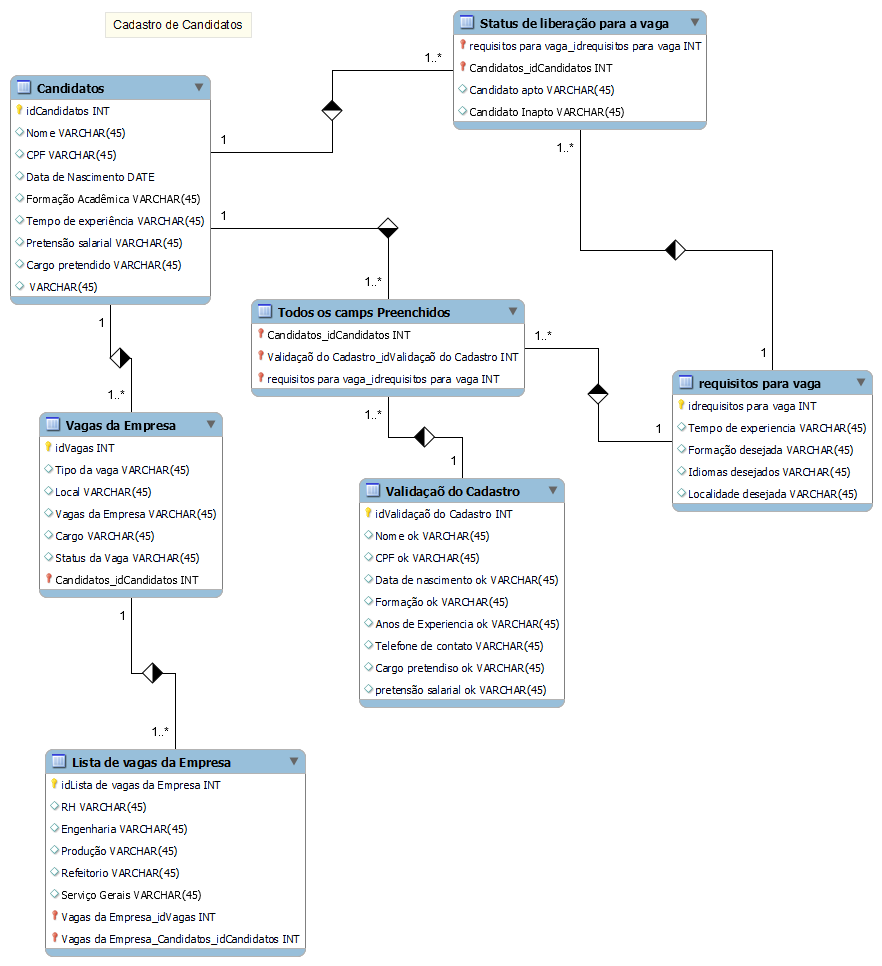 Cadastro de Candidatos
Status de liberação para a vaga
requisitos para vaga_idrequisitos para vaga INT
Candidatos_idCandidatos INT
Candidato apto VARCHAR(45)
Candidato Inapto VARCHAR(45)
1..*
1..*
Candidatos
idCandidatos INT
Nome VARCHAR(45)
CPF VARCHAR(45)
Data de Nascimento DATE
Formação Acadêmica VARCHAR(45)
Tempo de experiência VARCHAR(45)
Pretensão salarial VARCHAR(45)
Cargo pretendido VARCHAR(45)
VARCHAR(45)
1
1
1
1..*
Todos os camps Preenchidos
Candidatos_idCandidatos INT
Validaçaõ do Cadastro_idValidaçaõ do Cadastro INT
requisitos para vaga_idrequisitos para vaga INT
1..*
1..*
1
1
requisitos para vaga
idrequisitos para vaga INT
Tempo de experiencia VARCHAR(45)
Formação desejada VARCHAR(45)
Idiomas desejados VARCHAR(45)
Localidade desejada VARCHAR(45)
1..*
Vagas da Empresa
idVagas INT
Tipo da vaga VARCHAR(45)
Local VARCHAR(45)
Vagas da Empresa VARCHAR(45)
Cargo VARCHAR(45)
Status da Vaga VARCHAR(45)
Candidatos_idCandidatos INT
1
1
Validaçaõ do Cadastro
idValidaçaõ do Cadastro INT
Nome ok VARCHAR(45)
CPF ok VARCHAR(45)
Data de nascimento ok VARCHAR(45)
Formação ok VARCHAR(45)
Anos de Experiencia ok VARCHAR(45)
Telefone de contato VARCHAR(45)
Cargo pretendiso ok VARCHAR(45)
pretensão salarial ok VARCHAR(45)
1..*
Lista de vagas da Empresa
idLista de vagas da Empresa INT
RH VARCHAR(45)
Engenharia VARCHAR(45)
Produção VARCHAR(45)
Refeitorio VARCHAR(45)
Serviço Gerais VARCHAR(45)
Vagas da Empresa_idVagas INT
Vagas da Empresa_Candidatos_idCandidatos INT